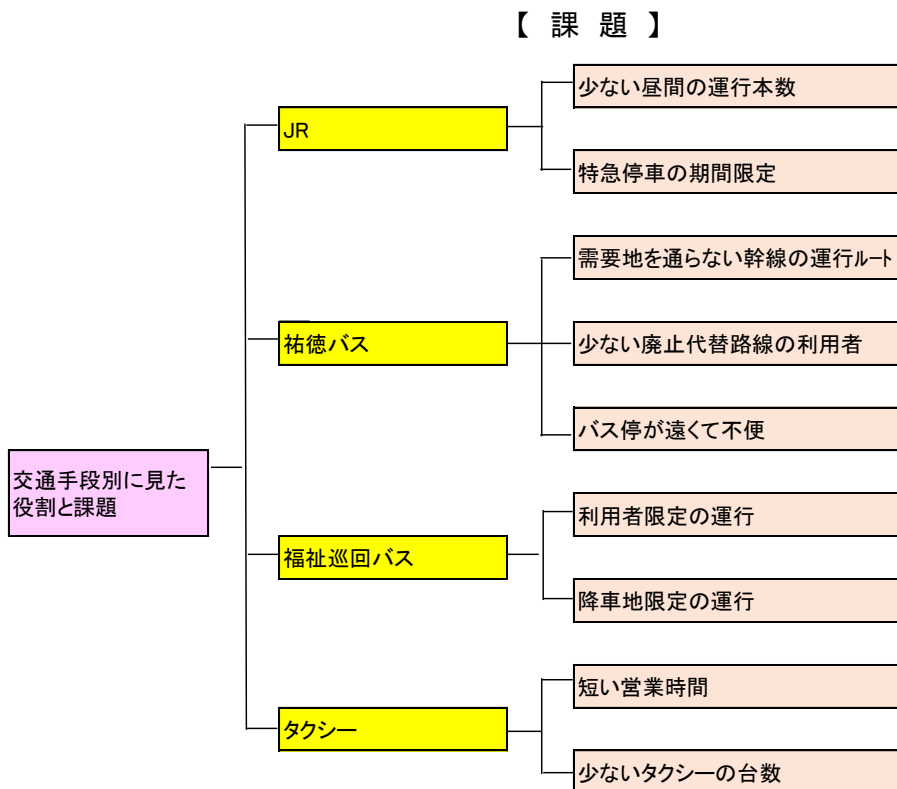 【 課 題 】
少ない昼間の運行本数
JR
特急停車の期間限定
需要地を通らない幹線の運行ルート
祐徳バス
少ない廃止代替路線の利用者
バス停が遠くて不便
交通手段別に見た
役割と課題
利用者限定の運行
福祉巡回バス
降車地限定の運行
短い営業時間
タクシー
少ないタクシーの台数